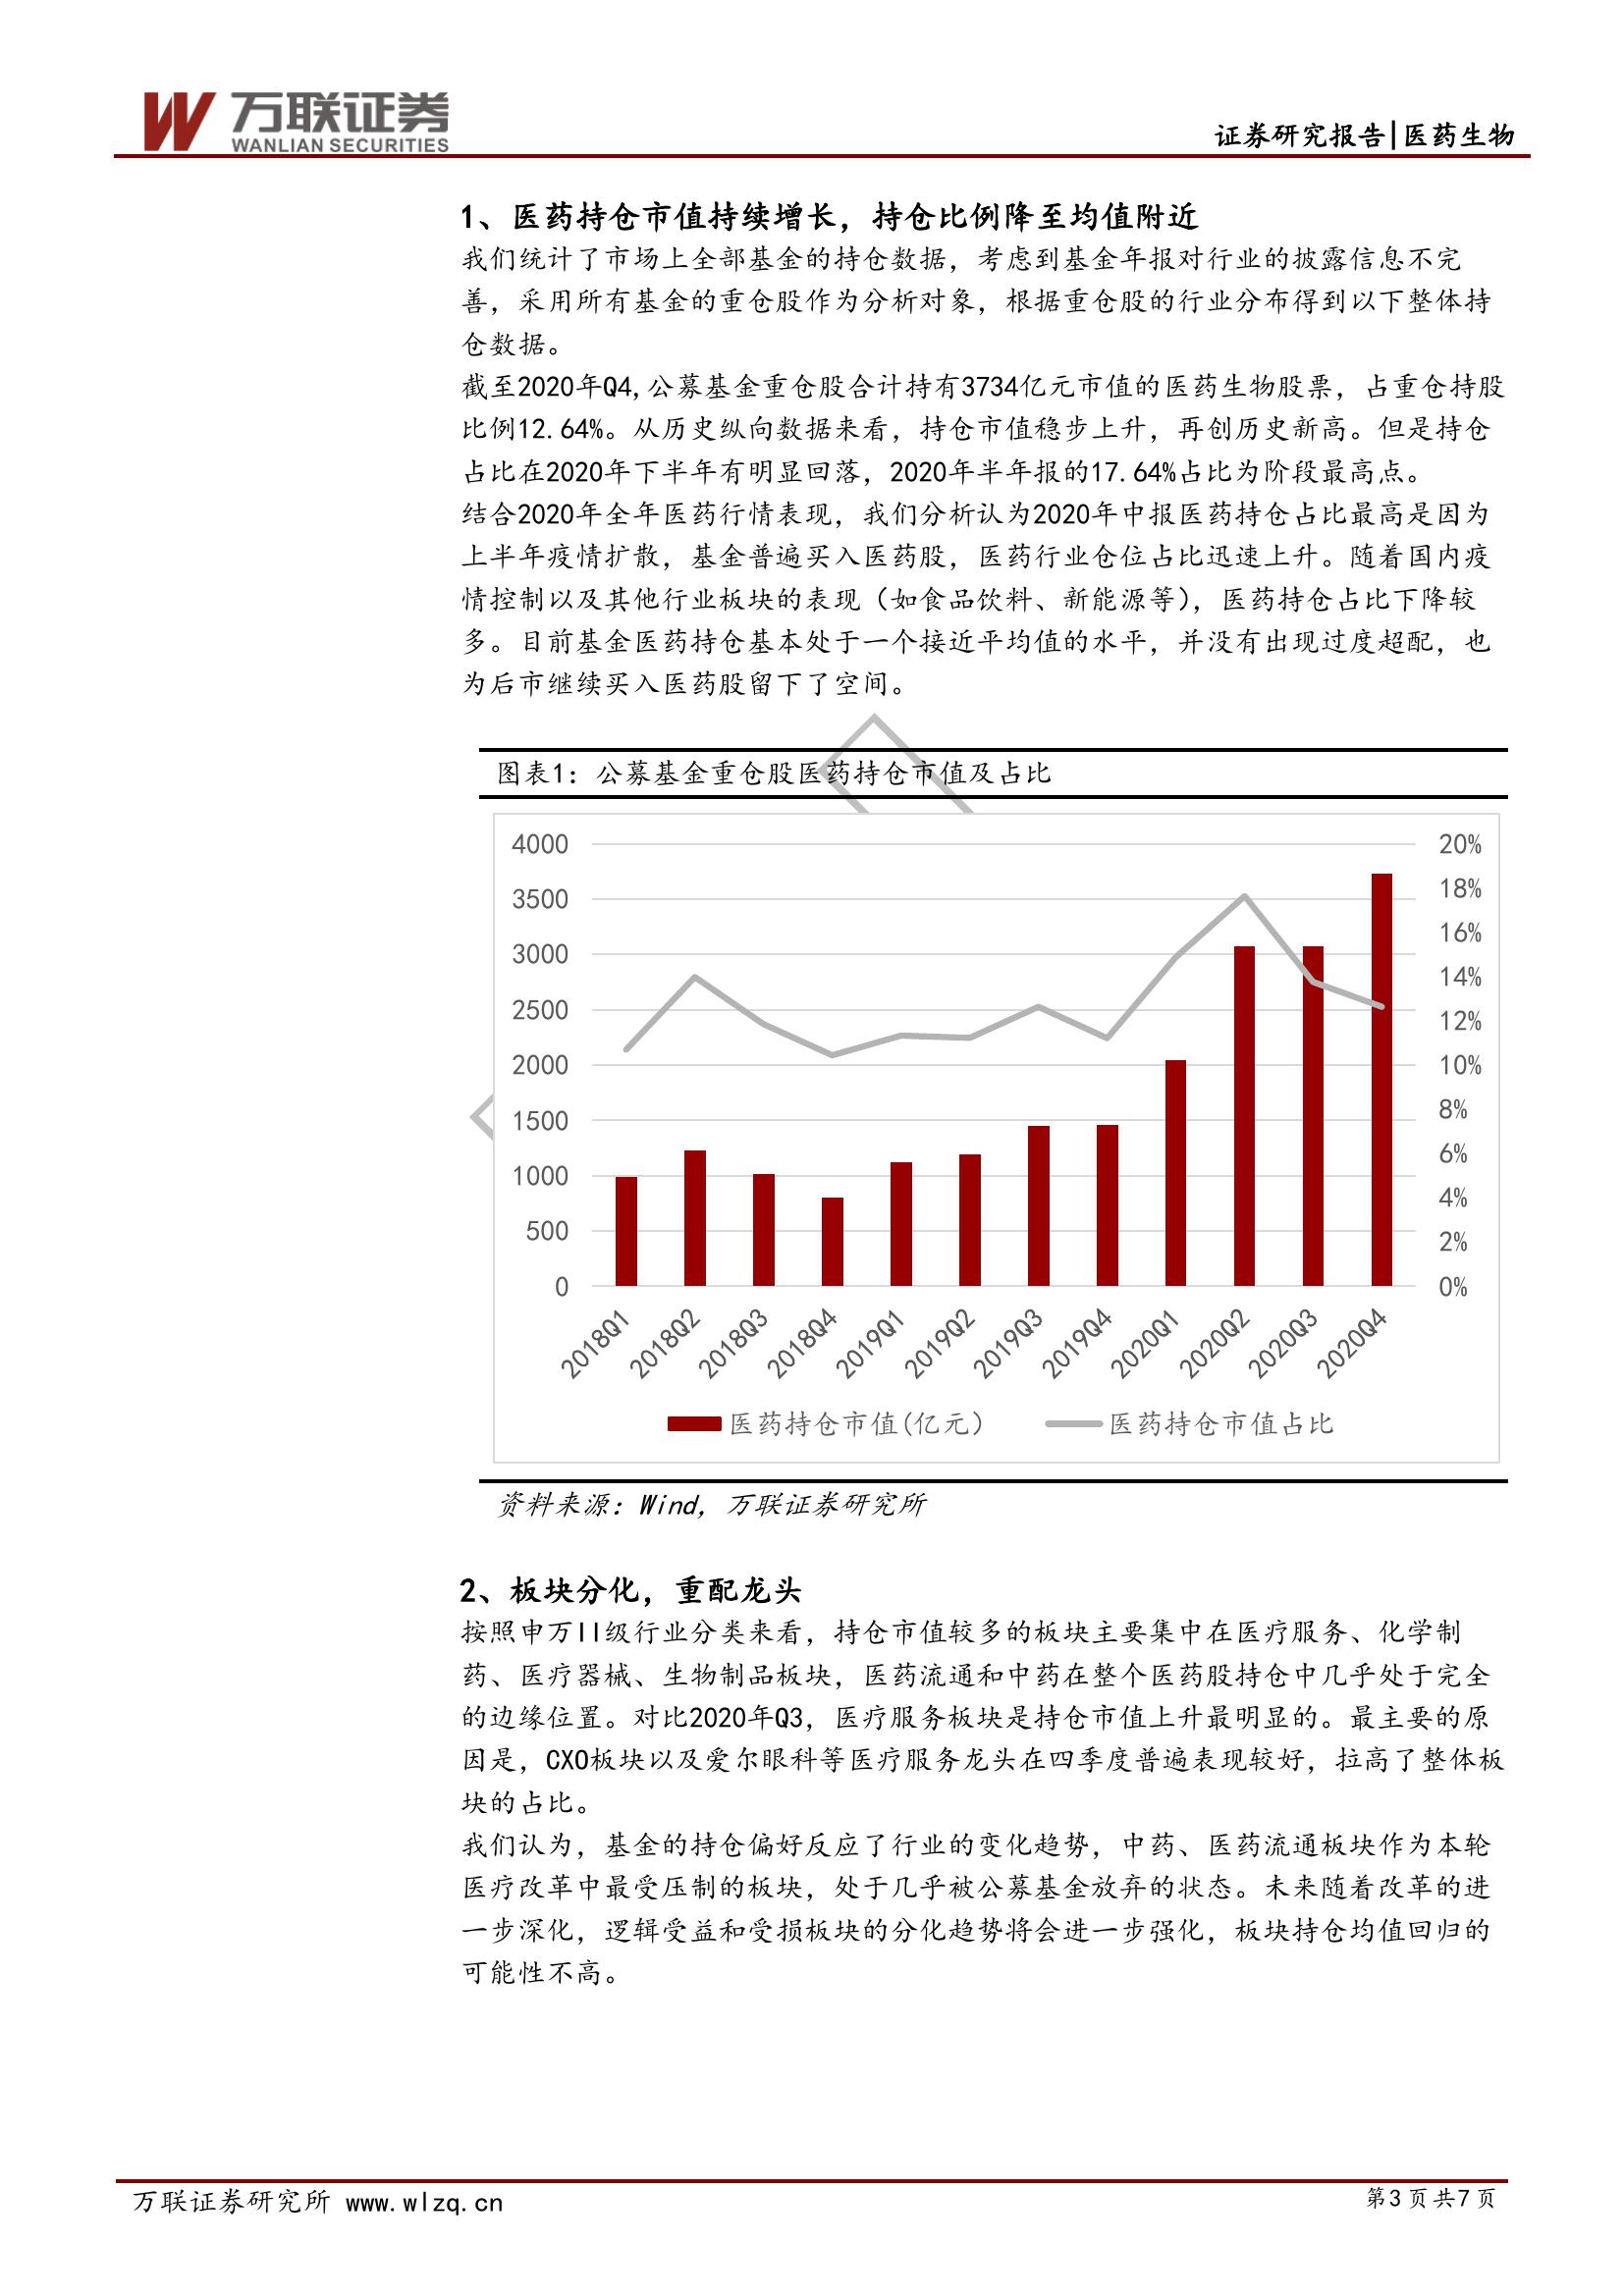 万联证券
WANLIAN SECURITIES
证券研究报告|医药生物
1、医药持仓市值持续增长，持仓比例降至均值附近
我们统计了市场上全部基金的持仓数据，考虑到基金年报对行业的披露信息不完
善，采用所有基金的重仓股作为分析对象，根据重仓股的行业分布得到以下整体持
仓数据。
截至2020年Q4,公募基金重仓股合计持有3734亿元市值的医药生物股票，占重仓持股
比例12.64%。从历史纵向数据来看，持仓市值稳步上升，再创历史新高。但是持仓
占比在2020年下半年有明显回落，2020年半年报的17.64%占比为阶段最高点。
结合2020年全年医药行情表现，我们分析认为2020年中报医药持仓占比最高是因为
上半年疫情扩散，基金普遍买入医药股，医药行业仓位占比迅速上升。随着国内疫
情控制以及其他行业板块的表现（如食品饮料、新能源等），医药持仓占比下降较
多。目前基金医药持仓基本处于一个接近平均值的水平，并没有出现过度超配，也
为后市继续买入医药股留下了空间。
图表1：公募基金重仓股医药持仓市值及占比
4000
3500
3000
2500
2000
1500
1000
500
0
20%
18%
16%
14%
12%
10%
8%
6%
4%
2%
0%
2018Q1
2018Q2
2018Q3
2018Q4
2019Q1
2019Q2
2019Q3
2019Q4
2020Q1
2020Q2
2020Q3
2020Q4
医药持仓市值(亿元)
医药持仓市值占比
资料来源：Wind，万联证券研究所
2、板块分化，重配龙头
按照申万II级行业分类来看，持仓市值较多的板块主要集中在医疗服务、化学制
药、医疗器械、生物制品板块，医药流通和中药在整个医药股持仓中几乎处于完全
的边缘位置。对比2020年Q3，医疗服务板块是持仓市值上升最明显的。最主要的原
因是，CXO板块以及爱尔眼科等医疗服务龙头在四季度普遍表现较好，拉高了整体板
块的占比。
我们认为，基金的持仓偏好反应了行业的变化趋势，中药、医药流通板块作为本轮
医疗改革中最受压制的板块，处于几乎被公募基金放弃的状态。未来随着改革的进
一步深化，逻辑受益和受损板块的分化趋势将会进一步强化，板块持仓均值回归的
可能性不高。
万联证券研究所 www.wlzq.cn
第3页共7页